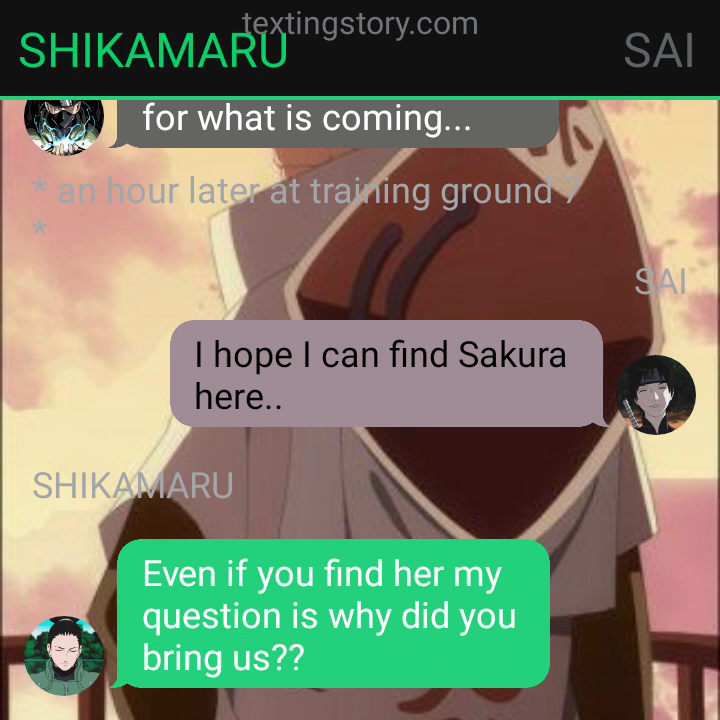 textingstory.com
SHIKAMARU
SAI
for what is coming...
* an hour later at training ground 7
*
SAI
I hope I can find Sakura
here..
SHIKAMARU
Even if you find her my
question is why did you
bring us??